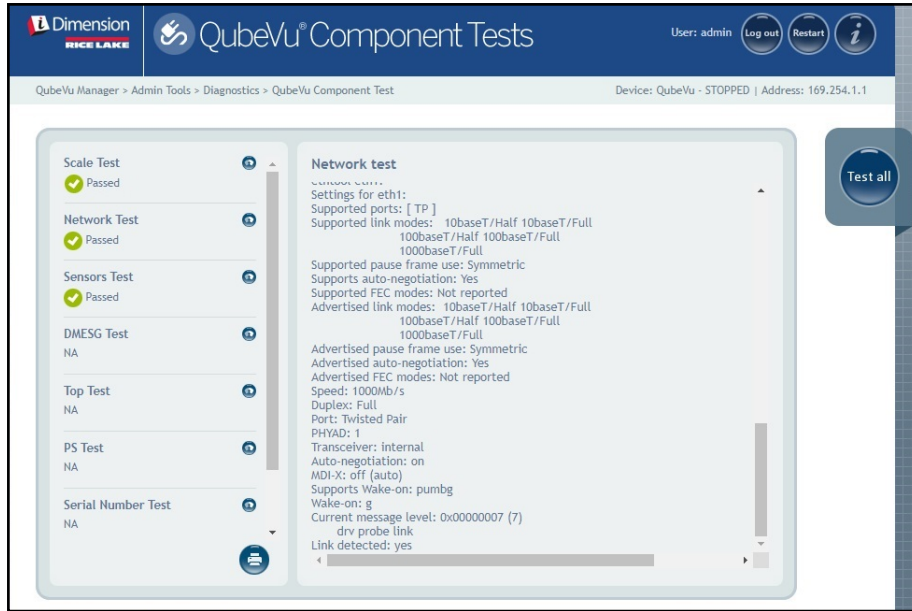 Dimension
RICE LAKE
QubeVu® Component Tests
User: admin
Log out
Restart
i
QubeVu Manager > Admin Tools > Diagnostics > QubeVu Component Test
Device: QubeVu - STOPPED | Address: 169.254.1.1
Scale Test
Passed
Network Test
Passed
Sensors Test
Passed
DMESG Test
NA
Top Test
NA
PS Test
NA
Serial Number Test
NA
Network test
Settings for eth1:
Supported ports: [ TP ]
Supported link modes: 10baseT/Half 10baseT/Full
100baseT/Half 100baseT/Full
1000baseT/Full
Supported pause frame use: Symmetric
Supports auto-negotiation: Yes
Supported FEC modes: Not reported
Advertised link modes: 10baseT/Half 10baseT/Full
100baseT/Half 100baseT/Full
1000baseT/Full
Advertised pause frame use: Symmetric
Advertised auto-negotiation: Yes
Advertised FEC modes: Not reported
Speed: 1000Mb/s
Duplex: Full
Port: Twisted Pair
PHYAD: 1
Transceiver: internal
Auto-negotiation: on
MDI-X: off (auto)
Supports Wake-on: pumbg
Wake-on: g
Current message level: 0x00000007 (7)
drv probe link
Link detected: yes
Test all